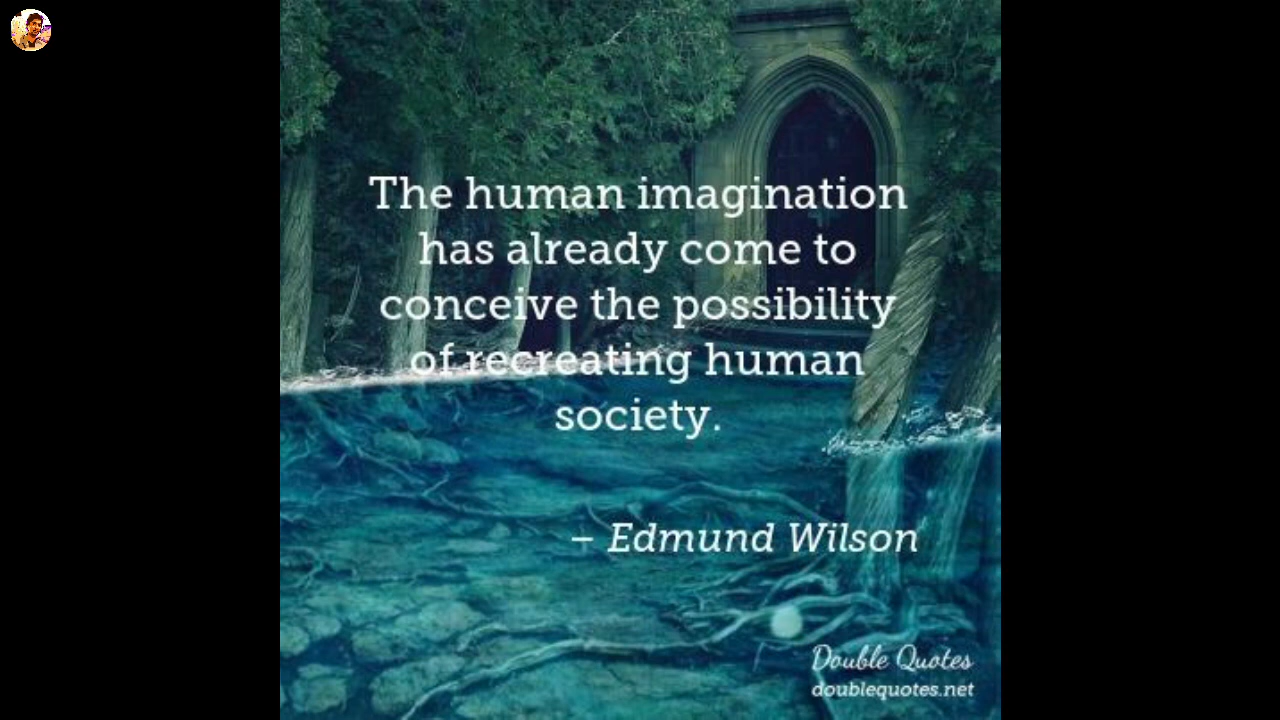 The human imagination
has already come to
conceive the possibility
of recreating human
society.
– Edmund Wilson
Double Quotes
doublequotes.net